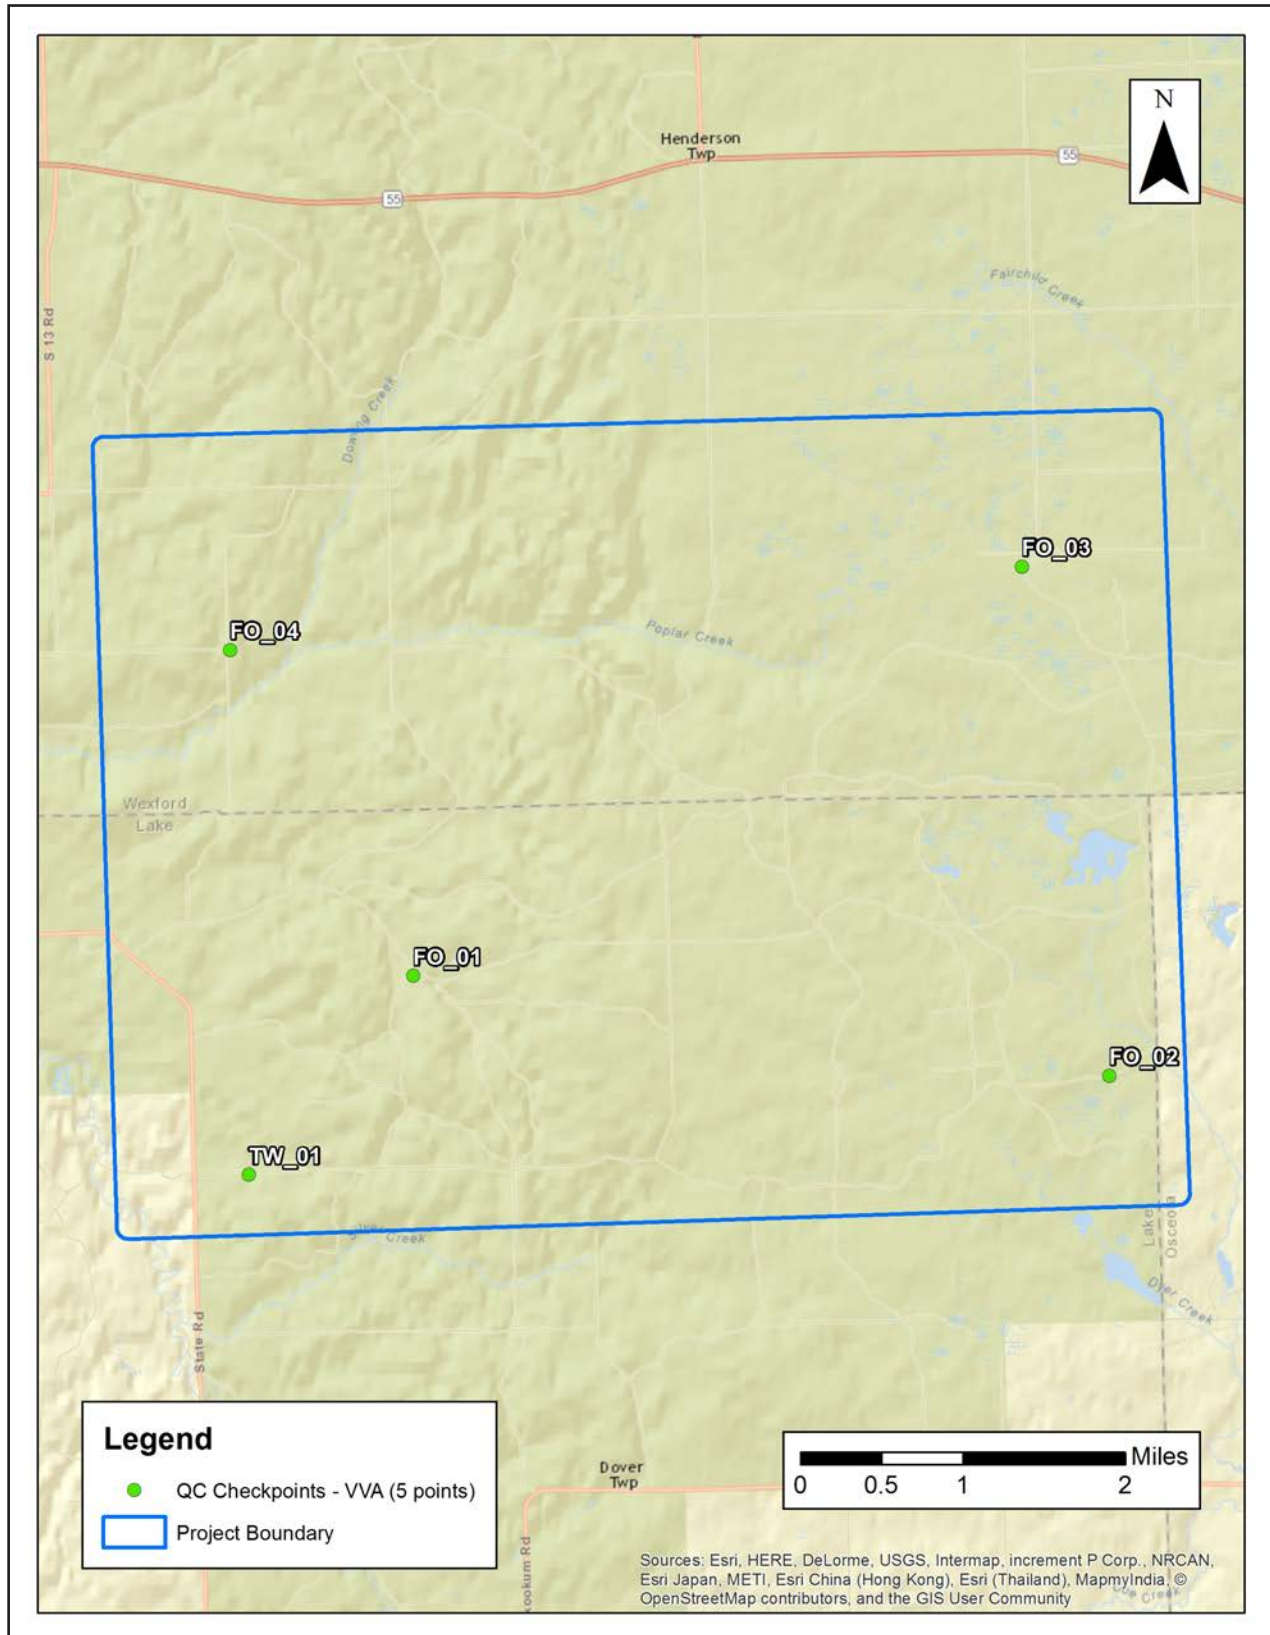 N
Henderson
Twp
55
55
Fairchild Creek
S 13 Rd
Dowling Creek
FO_03
FO_04
Poplar Creek
Wexford
Lake
FO_01
FO_02
TW_01
Silver Creek
Lake
Osceola
Dyer Creek
State Rd
Legend
QC Checkpoints - VVA (5 points)
Project Boundary
Dover
Twp
Miles
0 0.5 1 2
Rd
Sources: Esri, HERE, DeLorme, USGS, Intermap, increment P Corp., NRCAN,
Esri Japan, METI, Esri China (Hong Kong), Esri (Thailand), MapmyIndia, ©
OpenStreetMap contributors, and the GIS User Community
Creek